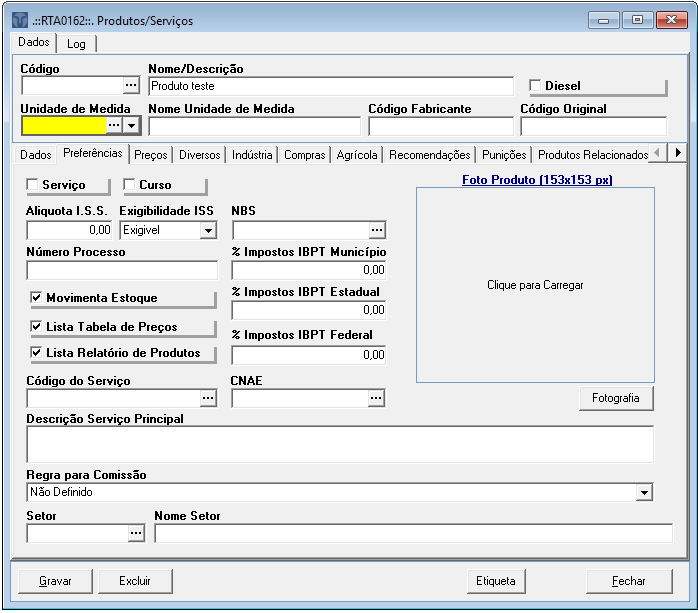 .::RTA0162::. Produtos/Serviços
Dados Log
Código Nome/Descrição
... Produto teste Diesel
Unidade de Medida Nome Unidade de Medida Código Fabricante Código Original
...
Dados Preferências Preços Diversos Indústria Compras Agrícola Recomendações Punições Produtos Relacionados
Serviço Curso Foto Produto (153x153 px)
Aliquota I.S.S. Exigibilidade ISS NBS
0,00 Exigivel ...
Número Processo % Impostos IBPT Município
0,00
Clique para Carregar
Movimenta Estoque % Impostos IBPT Estadual
0,00
Lista Tabela de Preços % Impostos IBPT Federal
Lista Relatório de Produtos 0,00
Código do Serviço CNAE
... ... Fotografia
Descrição Serviço Principal
Regra para Comissão
Não Definido
Setor Nome Setor
...
Gravar Excluir Etiqueta Fechar